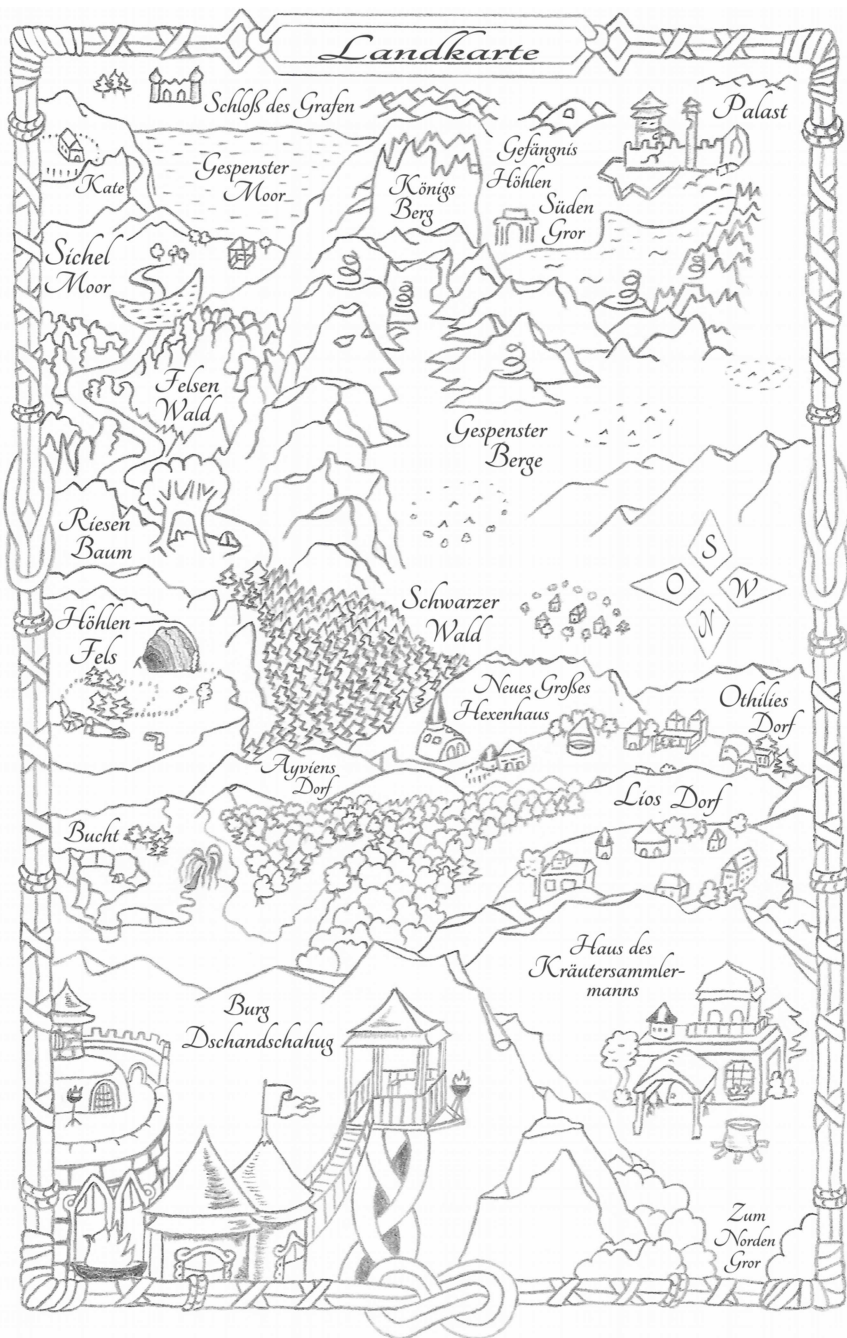 Landkarte
Schloß des Grafen
Palast
Kate
Gespenster
Moor
Königs
Berg
Gefängnis
Höhlen
Süden
Gror
Sichel
Moor
Felsen
Wald
Gespenster
Berge
Riesen
Baum
S
O
W
N
Höhlen
Fels
Schwarzer
Wald
Neues Großes
Hexenhaus
Othilies
Dorf
Ayviens
Dorf
Lios Dorf
Bucht
Haus des
Kräutersammler-
manns
Burg
Dschandschahug
Zum
Norden
Gror